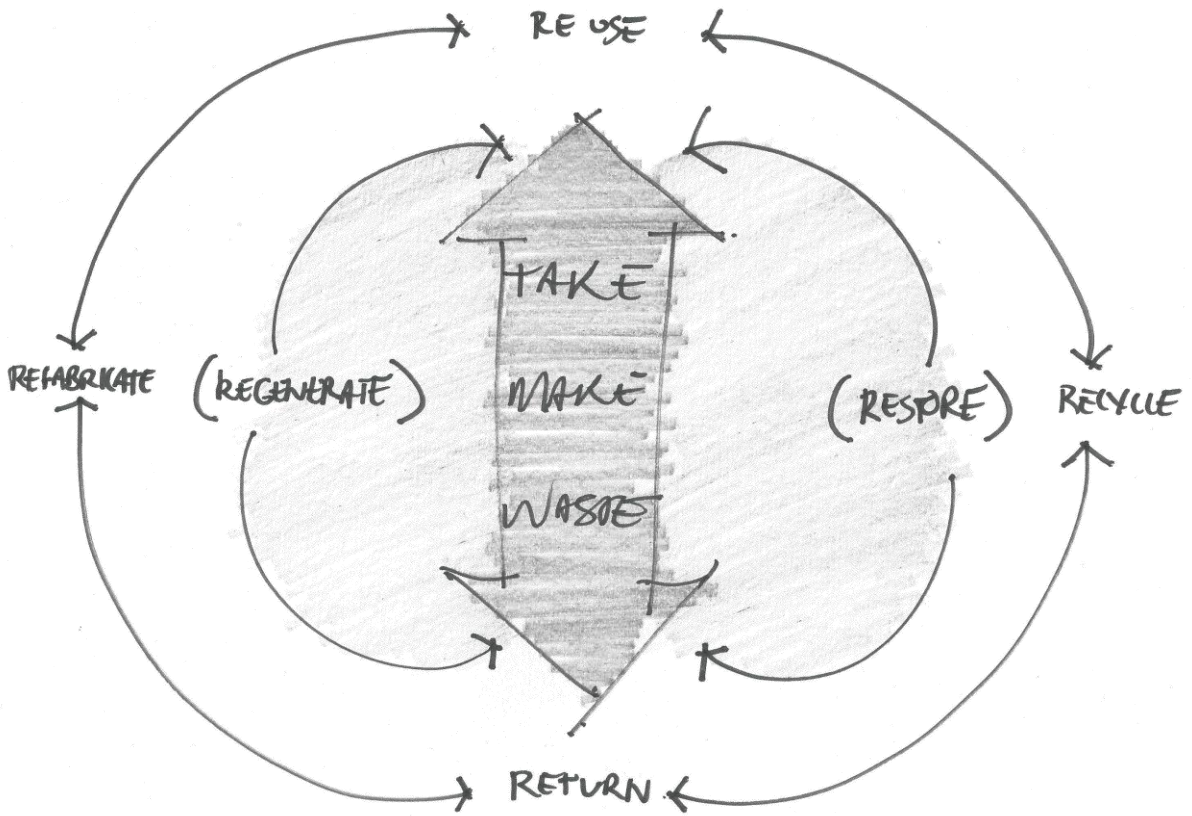 RE USE
TAKE
REFABRICATE
(REGENERATE)
MAKE
(RESTORE)
RECYCLE
WASTE
RETURN